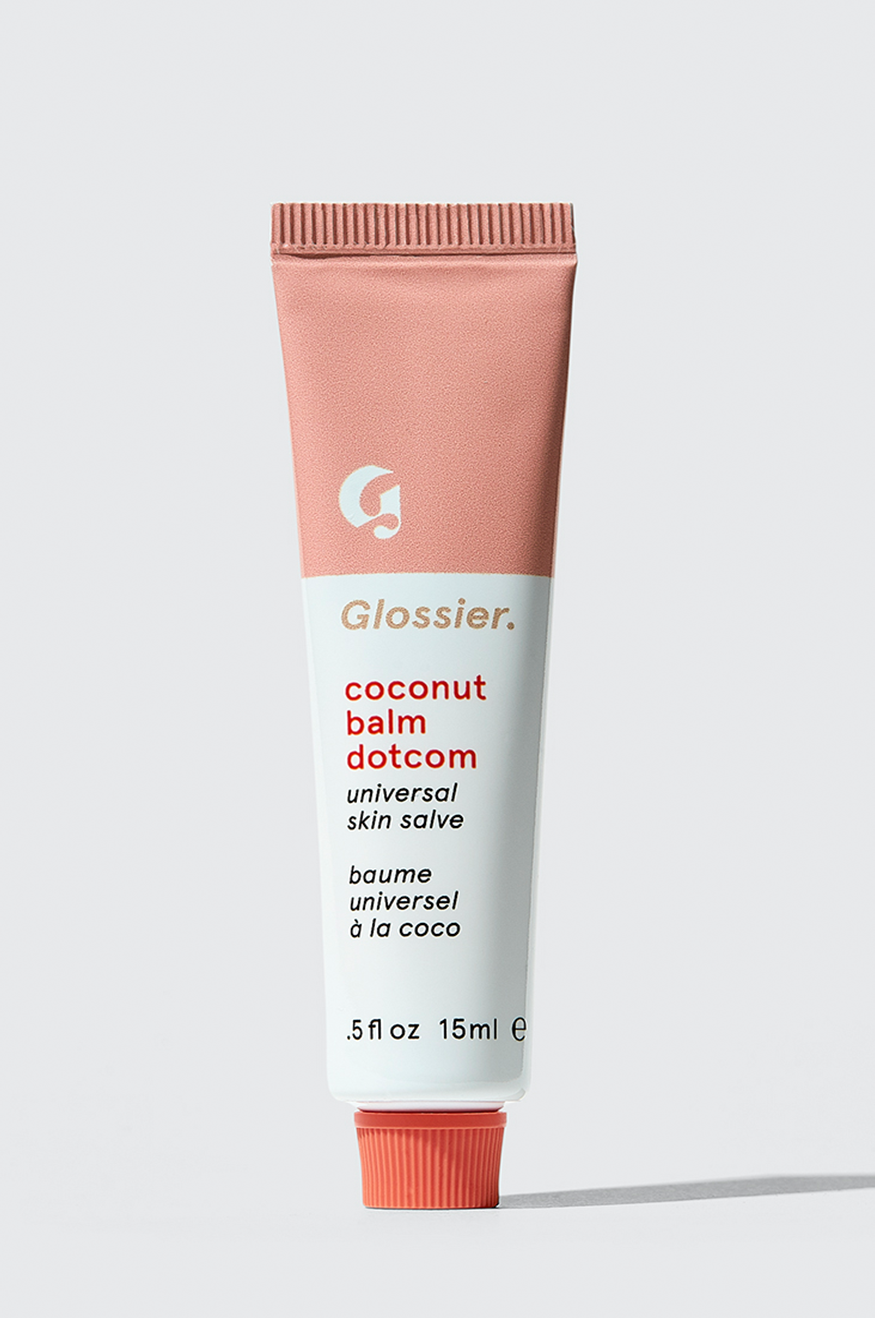 G
Glossier.
coconut
balm
dotcom
universal
skin salve
baume
universel
à la coco
.5 fl oz 15ml ℮